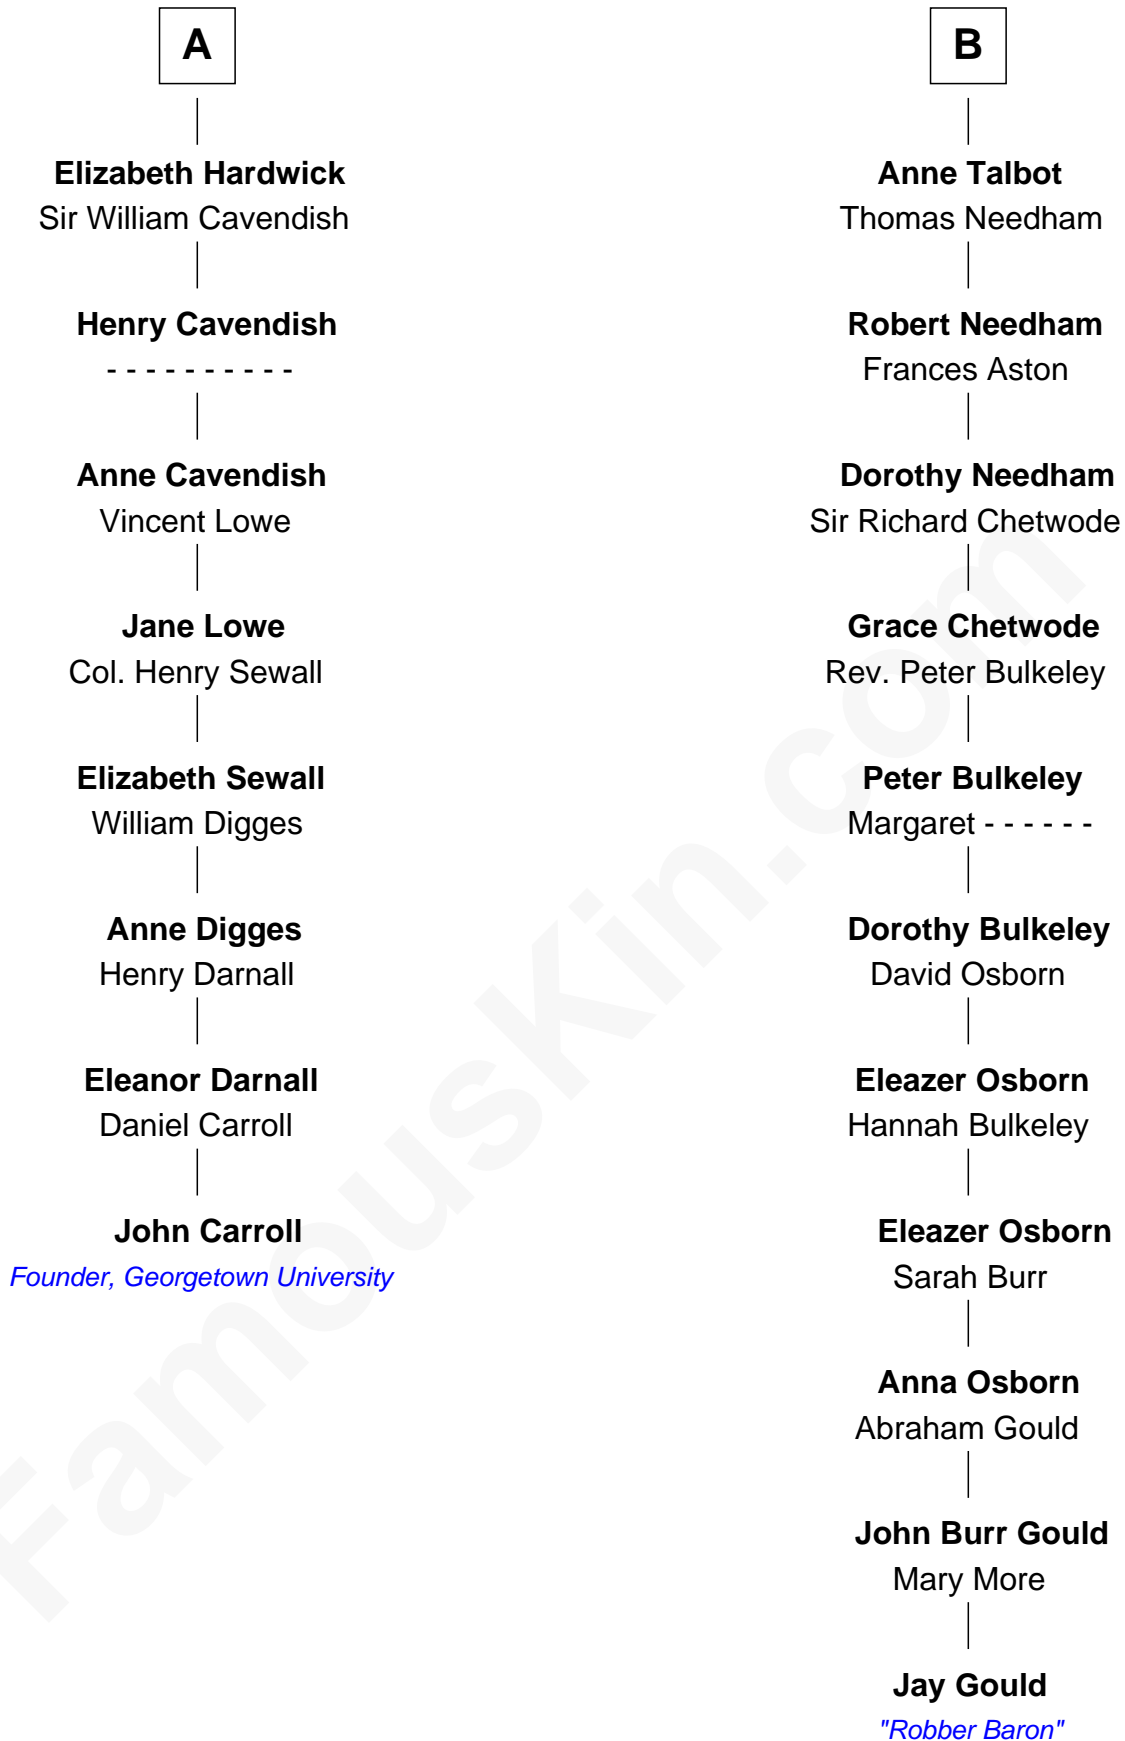 A
Elizabeth Hardwick
Sir William Cavendish
Henry Cavendish
- - - - - - - - - -
Anne Cavendish
Vincent Lowe
Jane Lowe
Col. Henry Sewall
Elizabeth Sewall
William Digges
Anne Digges
Henry Darnall
Eleanor Darnall
Daniel Carroll
John Carroll
Founder, Georgetown University
B
Anne Talbot
Thomas Needham
Robert Needham
Frances Aston
Dorothy Needham
Sir Richard Chetwode
Grace Chetwode
Rev. Peter Bulkeley
Peter Bulkeley
Margaret - - - - - -
Dorothy Bulkeley
David Osborn
Eleazer Osborn
Hannah Bulkeley
Eleazer Osborn
Sarah Burr
Anna Osborn
Abraham Gould
John Burr Gould
Mary More
Jay Gould
"Robber Baron"
FamousKin.com